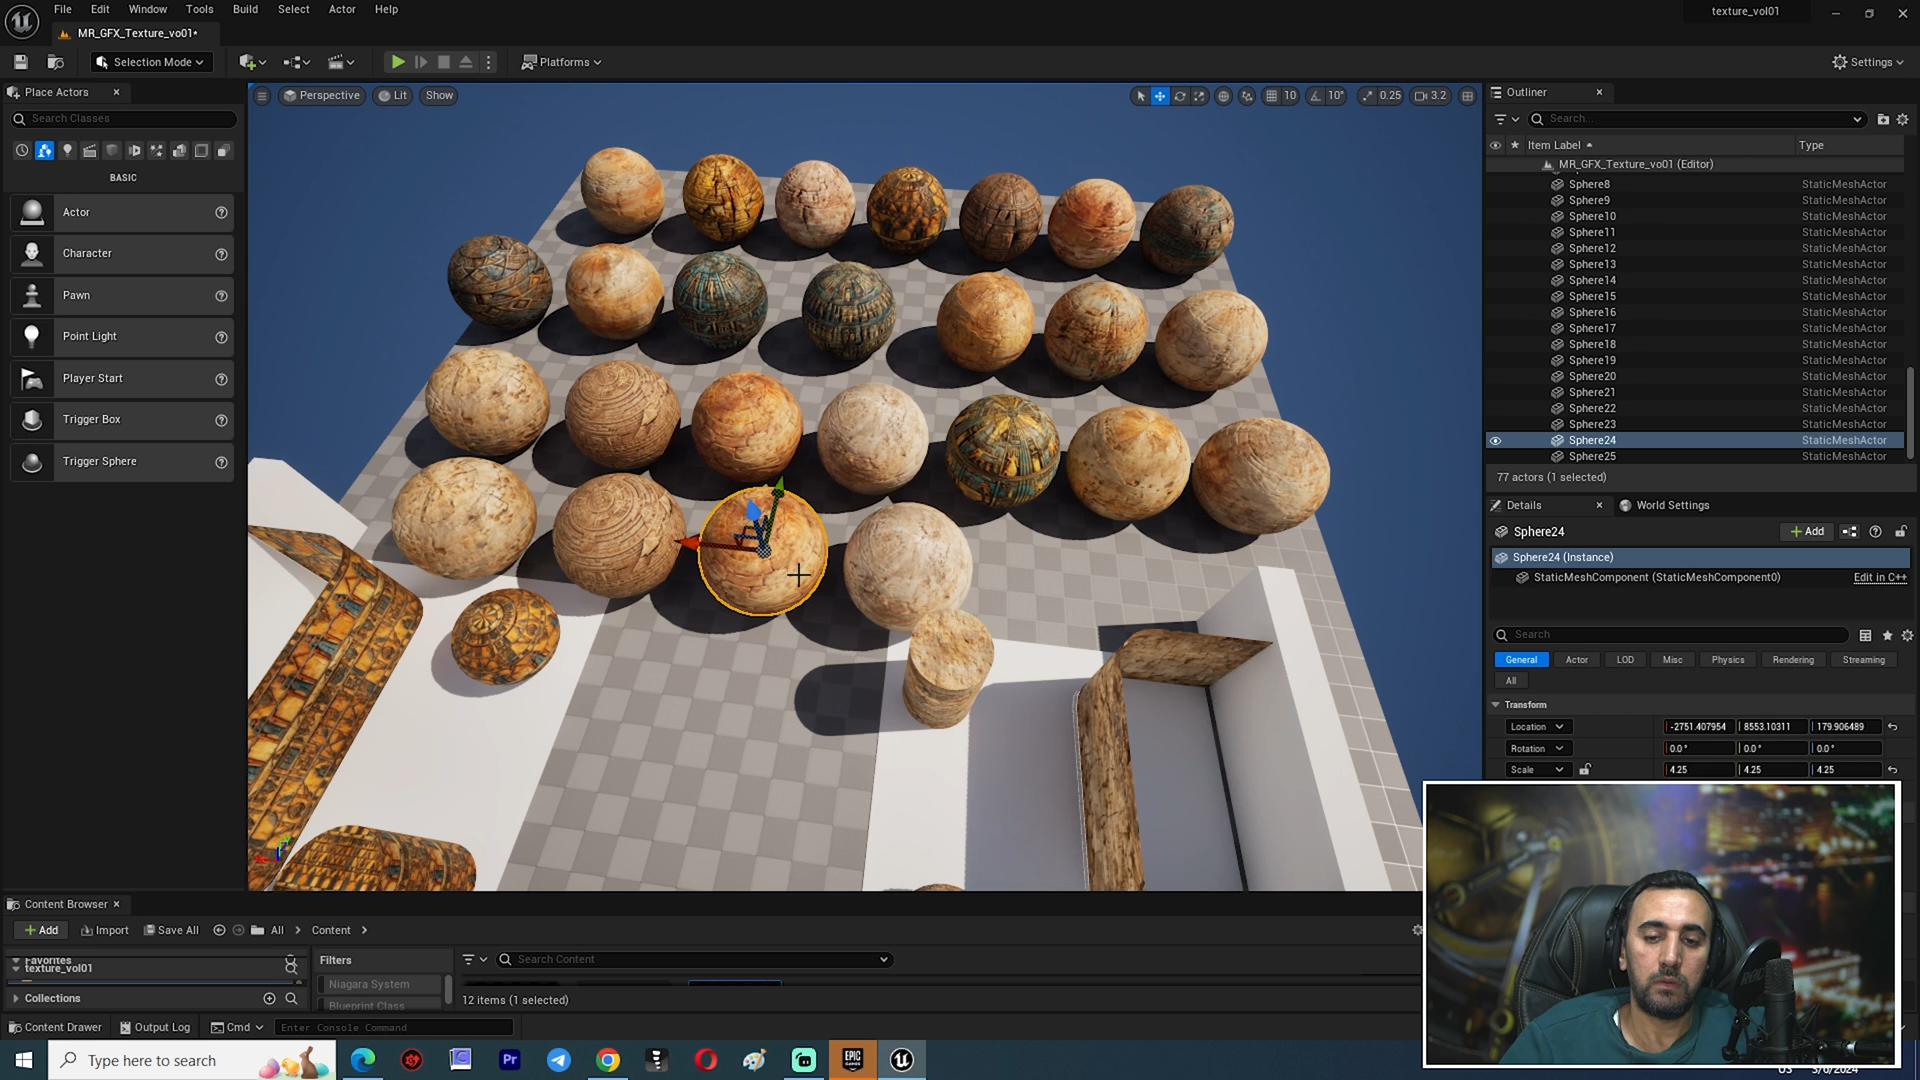 File Edit Window Tools Build Select Actor Help
texture_vol01
MR_GFX_Texture_vo01*
Selection Mode
Platforms
Settings
Place Actors
Search Classes
BASIC
Actor
Character
Pawn
Point Light
Player Start
Trigger Box
Trigger Sphere
Perspective Lit Show
10 10° 0.25 3.2
Outliner
Search...
Item Label Type
MR_GFX_Texture_vo01 (Editor)
Sphere8 StaticMeshActor
Sphere9 StaticMeshActor
Sphere10 StaticMeshActor
Sphere11 StaticMeshActor
Sphere12 StaticMeshActor
Sphere13 StaticMeshActor
Sphere14 StaticMeshActor
Sphere15 StaticMeshActor
Sphere16 StaticMeshActor
Sphere17 StaticMeshActor
Sphere18 StaticMeshActor
Sphere19 StaticMeshActor
Sphere20 StaticMeshActor
Sphere21 StaticMeshActor
Sphere22 StaticMeshActor
Sphere23 StaticMeshActor
Sphere24 StaticMeshActor
Sphere25 StaticMeshActor
77 actors (1 selected)
Details World Settings
Sphere24
+ Add
Sphere24 (Instance)
StaticMeshComponent (StaticMeshComponent0) Edit in C++
Search
General Actor LOD Misc Physics Rendering Streaming
All
Transform
Location -2751.407954 8553.10311 179.906489
Rotation 0.0° 0.0° 0.0°
Scale 4.25 4.25 4.25
Content Browser
+ Add Import Save All All Content
Favorites
texture_vol01
Filters
Search Content
Niagara System
Blueprint Class
Collections
12 items (1 selected)
Content Drawer Output Log Cmd Enter Console Command
Type here to search
Pr
EPIC
GAMES
3/6/2024